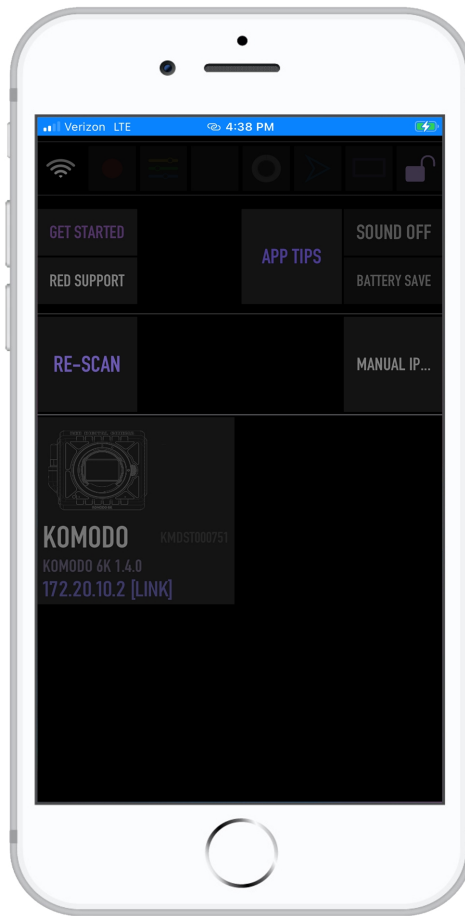 Verizon LTE 4:38 PM
GET STARTED
RED SUPPORT
APP TIPS
SOUND OFF
BATTERY SAVE
RE-SCAN
MANUAL IP...
KOMODO KMDST000751
KOMODO 6K 1.4.0
172.20.10.2 [LINK]